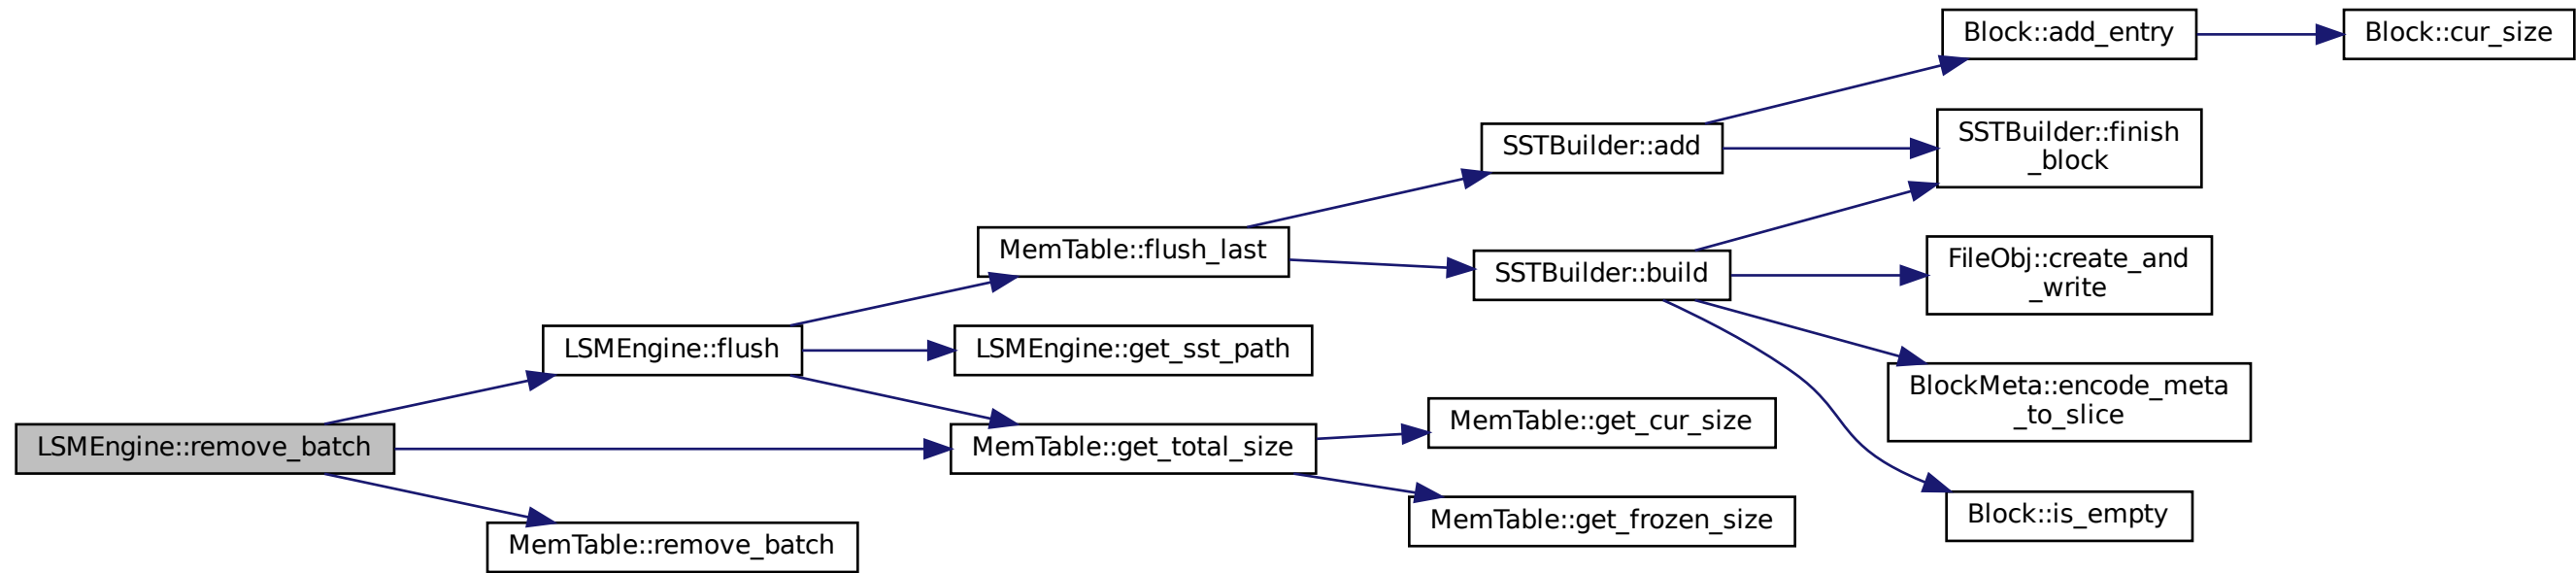 Block::add_entry
Block::cur_size
SSTBuilder::finish
_block
SSTBuilder::add
MemTable::flush_last
SSTBuilder::build
FileObj::create_and
_write
LSMEngine::flush
LSMEngine::get_sst_path
BlockMeta::encode_meta
_to_slice
MemTable::get_cur_size
LSMEngine::remove_batch
MemTable::get_total_size
MemTable::get_frozen_size
Block::is_empty
MemTable::remove_batch